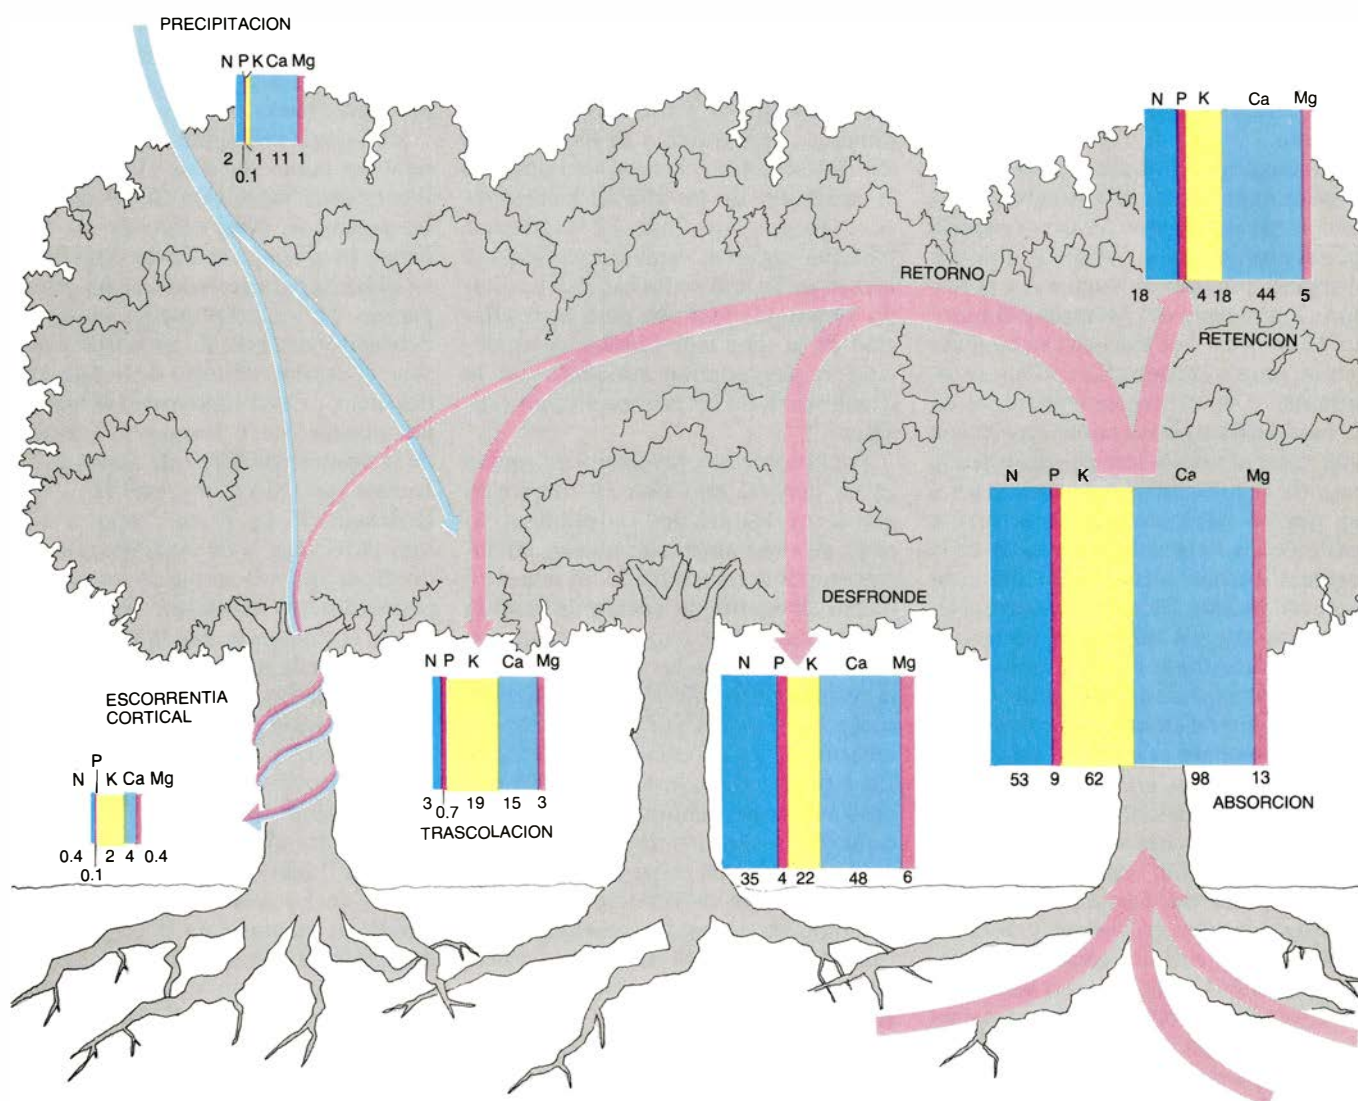 PRECIPITACION
N P K Ca Mg
2 1 11 1
0.1
N P K Ca Mg
18 4 18 44 5
RETENCION
RETORNO
N P K Ca Mg
53 9 62 98 13
ABSORCION
DESFRONDE
N P K Ca Mg
35 4 22 48 6
N P K Ca Mg
3 0.7 19 15 3
TRASCOLACION
ESCORRENTIA
CORTICAL
P
N K Ca Mg
0.4 2 4 0.4
0.1